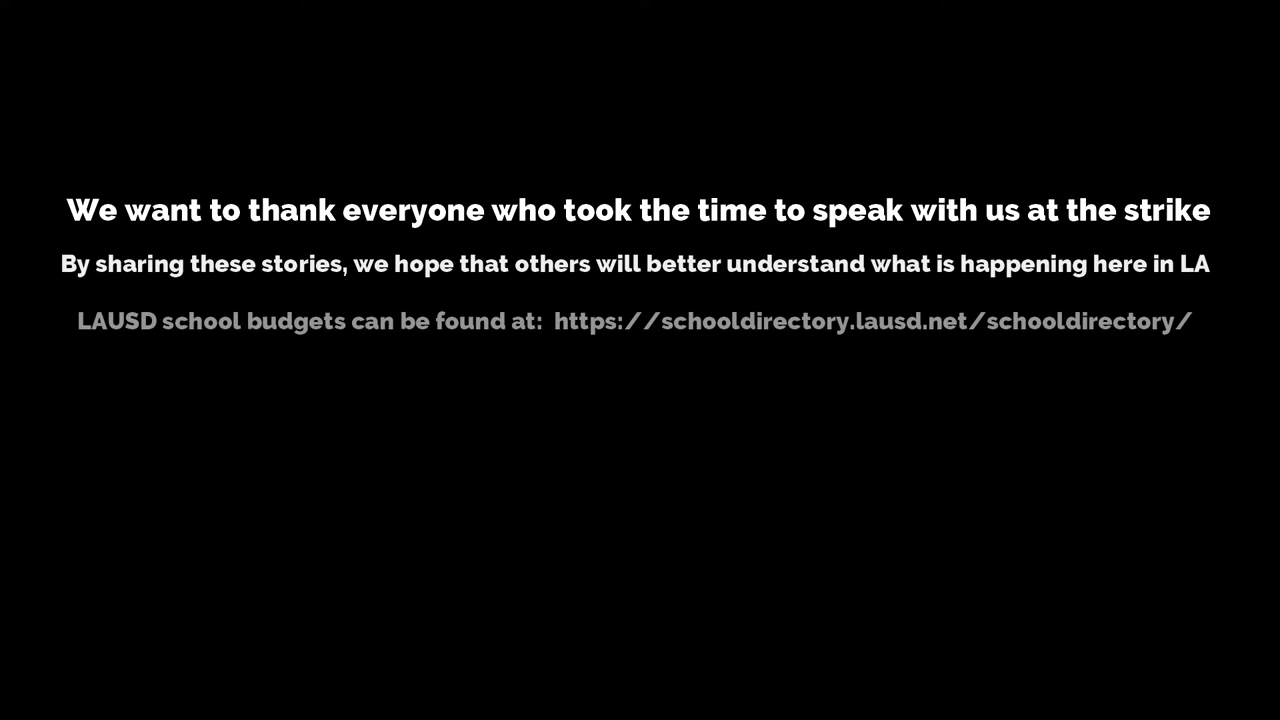 We want to thank everyone who took the time to speak with us at the strike
By sharing these stories, we hope that others will better understand what is happening here in LA
LAUSD school budgets can be found at:  https://schooldirectory.lausd.net/schooldirectory/